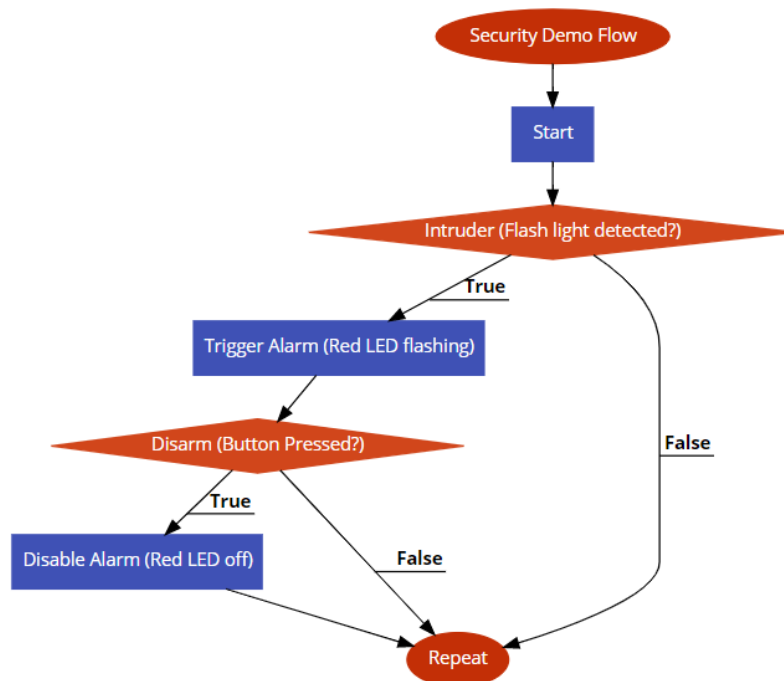 Security Demo Flow
Start
Intruder (Flash light detected?)
True
Trigger Alarm (Red LED flashing)
False
Disarm (Button Pressed?)
True
False
Disable Alarm (Red LED off)
Repeat